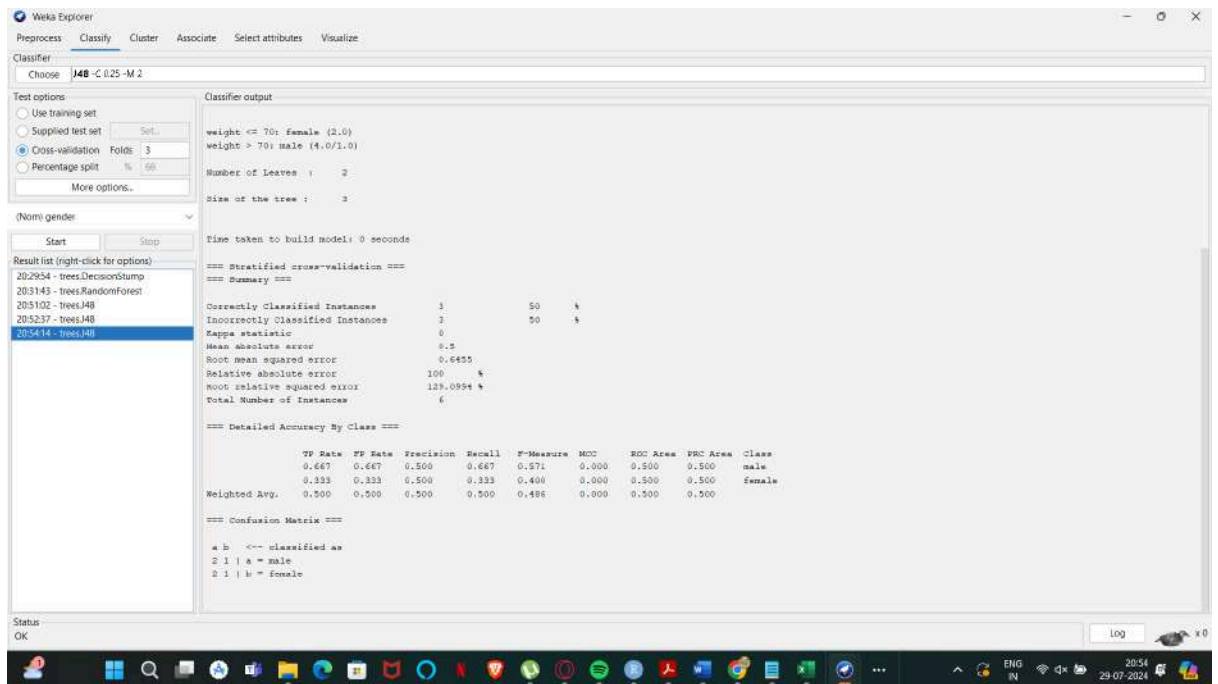 Weka Explorer
Preprocess Classify Cluster Associate Select attributes Visualize
Classifier
Choose J48 -C 0.25 -M 2
Test options
Use training set
Supplied test set Set...
Cross-validation Folds 3
Percentage split % 66
More options...
(Nom) gender
Start Stop
Result list (right-click for options)
20:29:54 - trees.DecisionStump
20:31:43 - trees.RandomForest
20:51:02 - trees.J48
20:52:37 - trees.J48
20:54:14 - trees.J48
Classifier output
weight <= 70: female (2.0)
weight > 70: male (4.0/1.0)
Number of Leaves : 2
Size of the tree : 3
Time taken to build model: 0 seconds
=== Stratified cross-validation ===
=== Summary ===
Correctly Classified Instances 3 50 %
Incorrectly Classified Instances 3 50 %
Kappa statistic 0
Mean absolute error 0.5
Root mean squared error 0.6455
Relative absolute error 100 %
Root relative squared error 129.0994 %
Total Number of Instances 6
=== Detailed Accuracy By Class ===
TP Rate FP Rate Precision Recall F-Measure MCC ROC Area PRC Area Class
0.667 0.667 0.500 0.667 0.571 0.000 0.500 0.500 male
0.333 0.333 0.500 0.333 0.400 0.000 0.500 0.500 female
Weighted Avg. 0.500 0.500 0.500 0.500 0.486 0.000 0.500 0.500
=== Confusion Matrix ===
a b <-- classified as
2 1 | a = male
2 1 | b = female
Status
OK
Log x 0
ENG
IN
20:54
29-07-2024